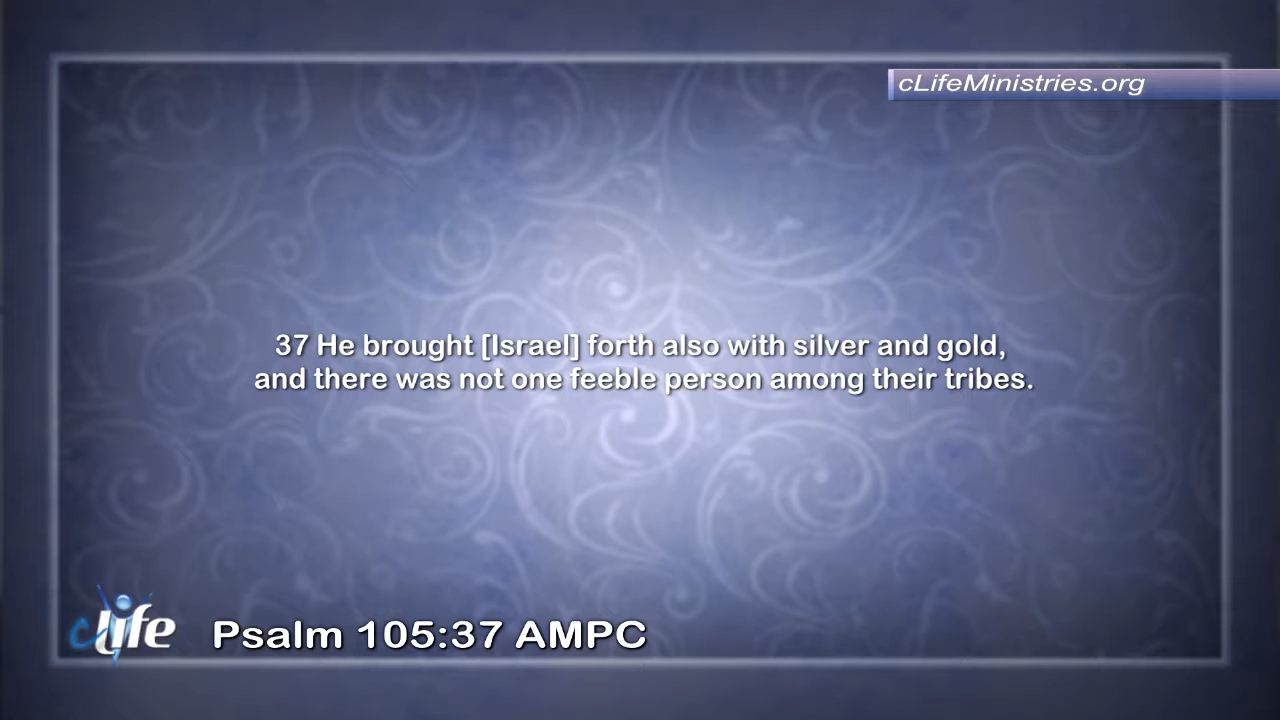 cLifeMinistries.org
37 He brought [Israel] forth also with silver and gold,
and there was not one feeble person among their tribes.
cLife
Psalm 105:37 AMPC